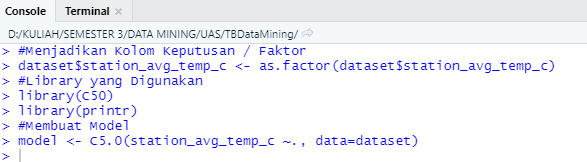 Console Terminal ×
D:/KULIAH/SEMESTER 3/DATA MINING/UAS/TBDataMining/
> #Menjadikan Kolom Keputusan / Faktor
> dataset$station_avg_temp_c <- as.factor(dataset$station_avg_temp_c)
> #Library yang Digunakan
> library(C50)
> library(printr)
> #Membuat Model
> model <- C5.0(station_avg_temp_c ~., data=dataset)
>